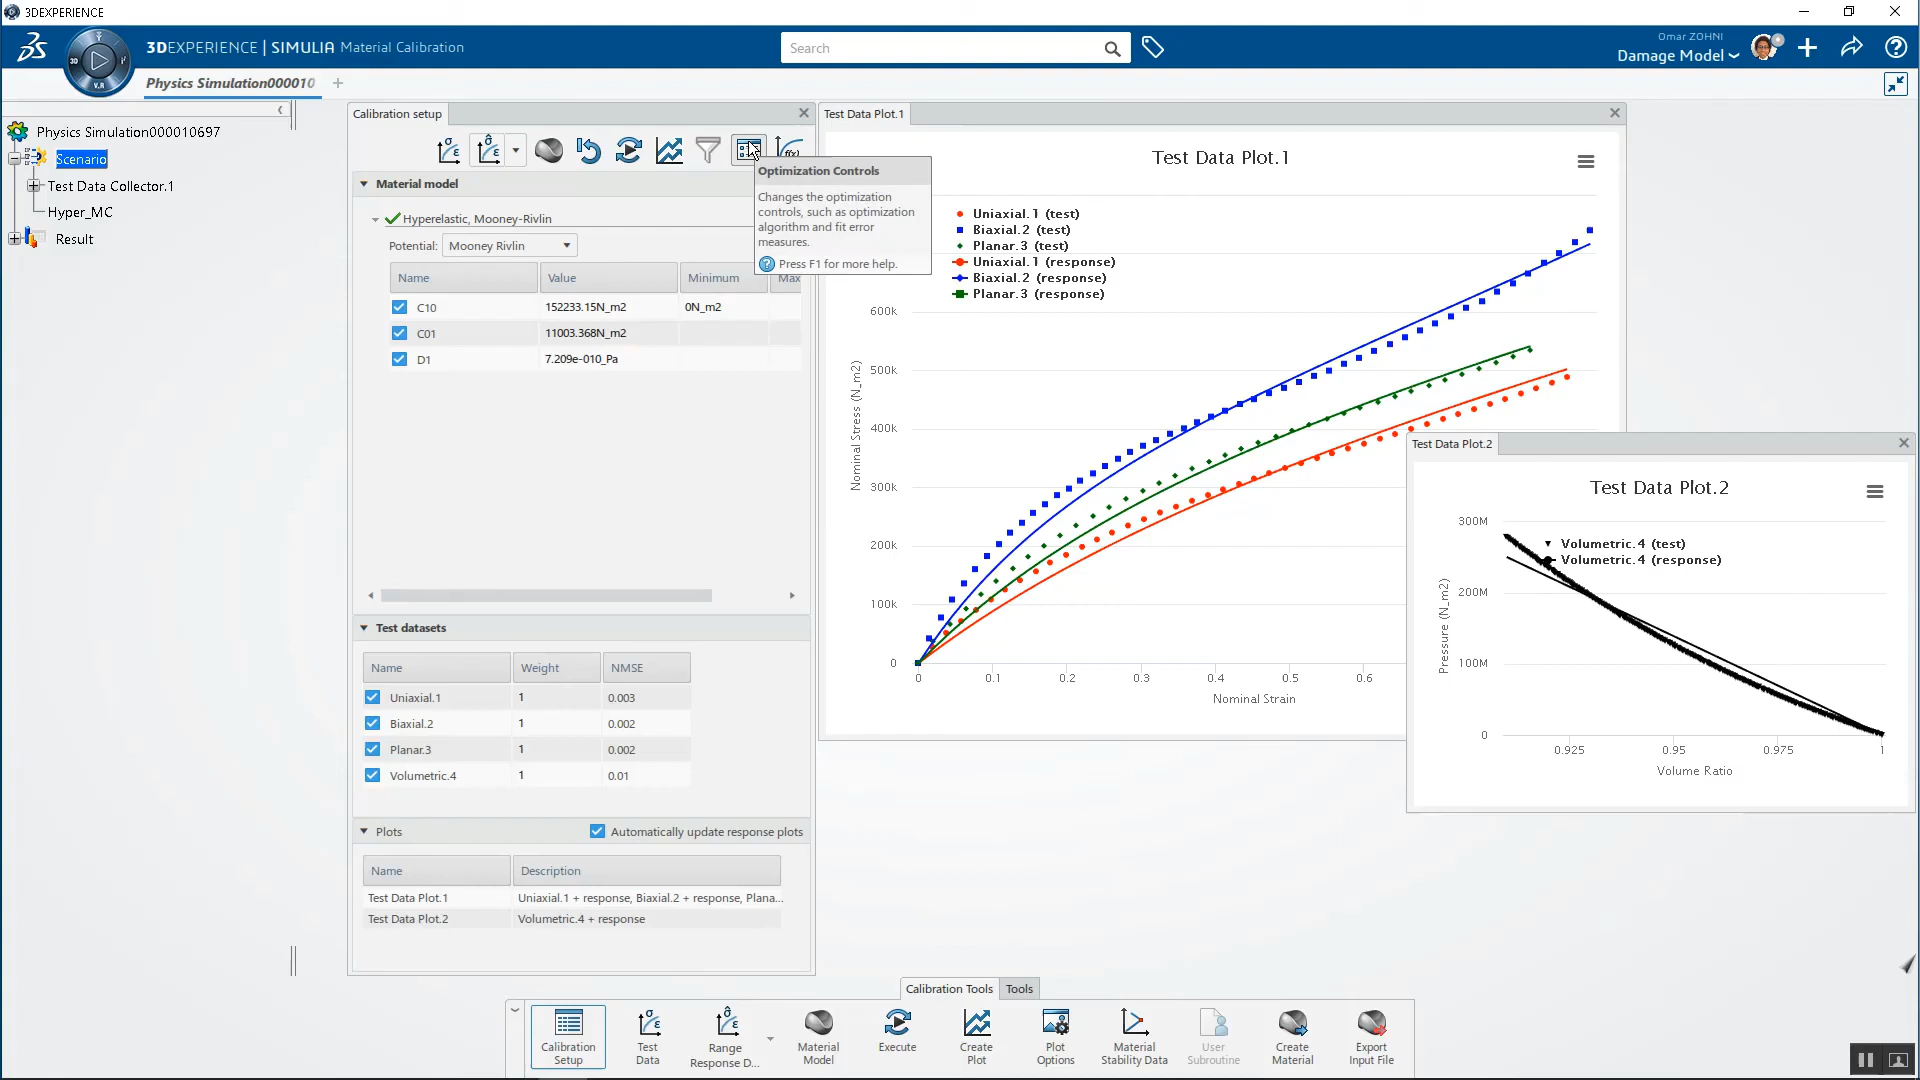 3DEXPERIENCE
3DEXPERIENCE | SIMULIA Material Calibration
Search
Omar ZOHNI
Damage Model
3D
V.R
Physics Simulation000010
Physics Simulation000010697
Scenario
Test Data Collector.1
Hyper_MC
Result
Calibration setup
Material model
Hyperelastic, Mooney-Rivlin
Potential: Mooney Rivlin
Name Value Minimum Max
C10 152233.15N_m2 0N_m2
C01 11003.368N_m2
D1 7.209e-010_Pa
Optimization Controls
Changes the optimization
controls, such as optimization
algorithm and fit error
measures.
Press F1 for more help.
Test datasets
Name Weight NMSE
Uniaxial.1 1 0.003
Biaxial.2 1 0.002
Planar.3 1 0.002
Volumetric.4 1 0.01
Plots
Automatically update response plots
Name Description
Test Data Plot.1 Uniaxial.1 + response, Biaxial.2 + response, Plana...
Test Data Plot.2 Volumetric.4 + response
Test Data Plot.1
Test Data Plot.1
Uniaxial.1 (test)
Biaxial.2 (test)
Planar.3 (test)
Uniaxial.1 (response)
Biaxial.2 (response)
Planar.3 (response)
600k
500k
400k
300k
200k
100k
0
Nominal Stress (N_m2)
0 0.1 0.2 0.3 0.4 0.5 0.6
Nominal Strain
Test Data Plot.2
Test Data Plot.2
Volumetric.4 (test)
Volumetric.4 (response)
300M
200M
100M
0
Pressure (N_m2)
0.925 0.95 0.975 1
Volume Ratio
Calibration Tools Tools
Calibration Setup
Test Data
Range Response D...
Material Model
Execute
Create Plot
Plot Options
Material Stability Data
User Subroutine
Create Material
Export Input File